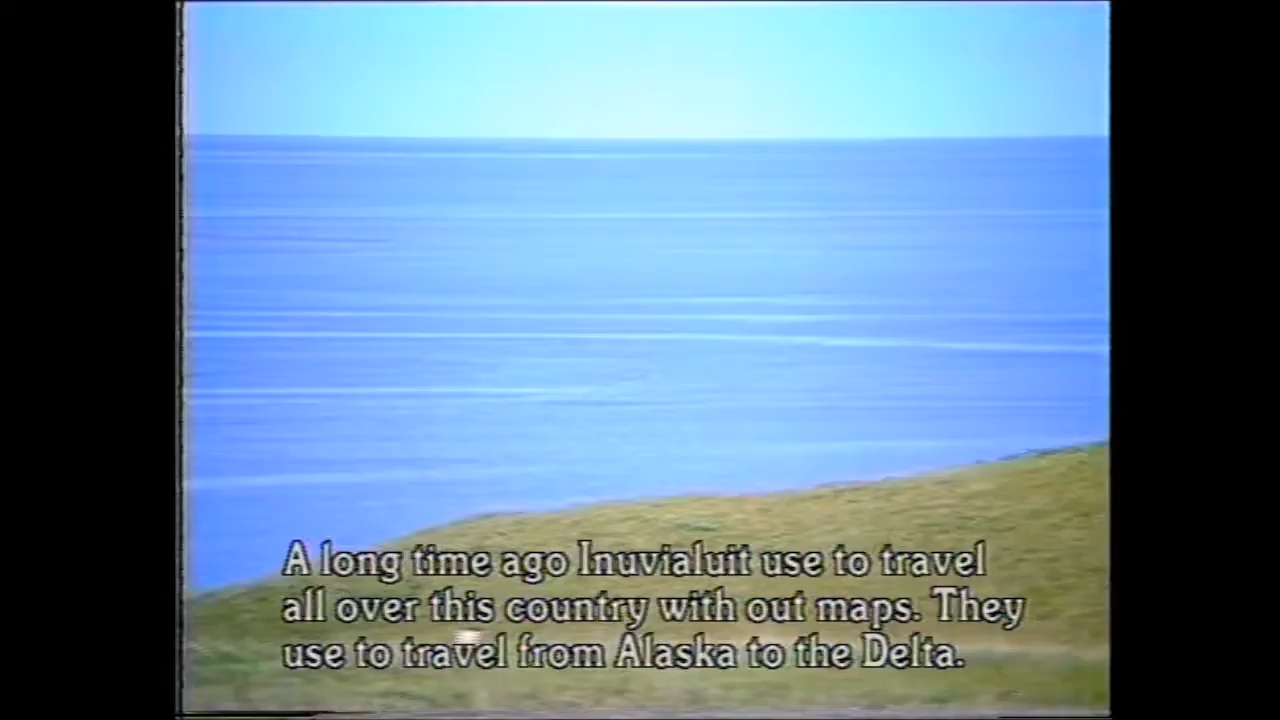 A long time ago Inuvialuit use to travel
all over this country with out maps. They
use to travel from Alaska to the Delta.